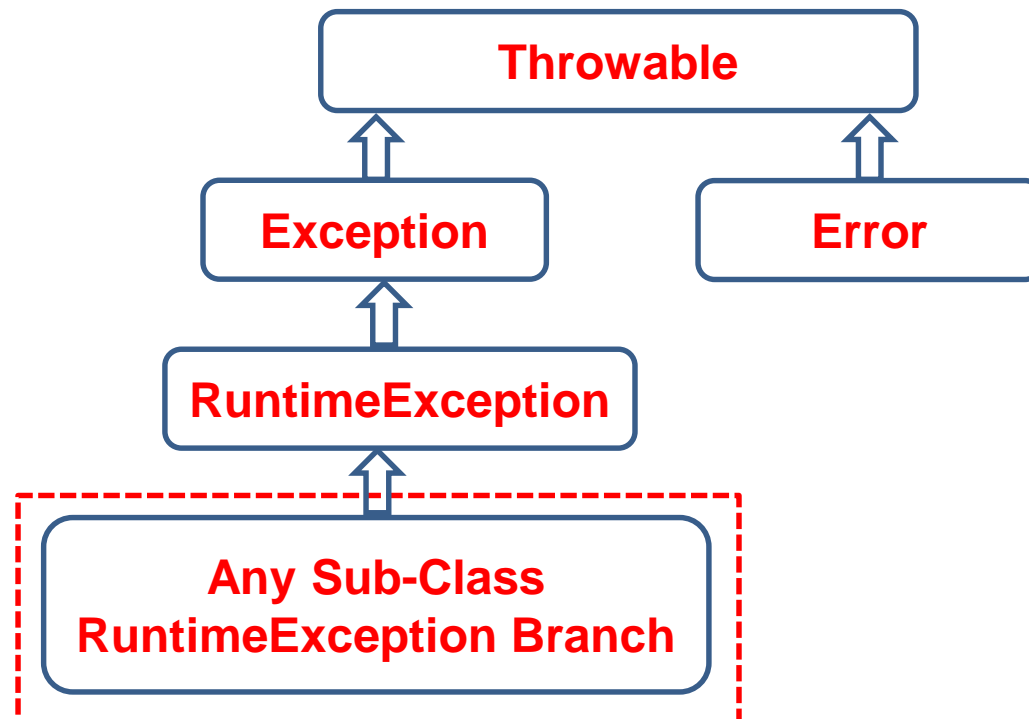 Throwable
Exception
Error
RuntimeException
Any Sub-Class
RuntimeException Branch